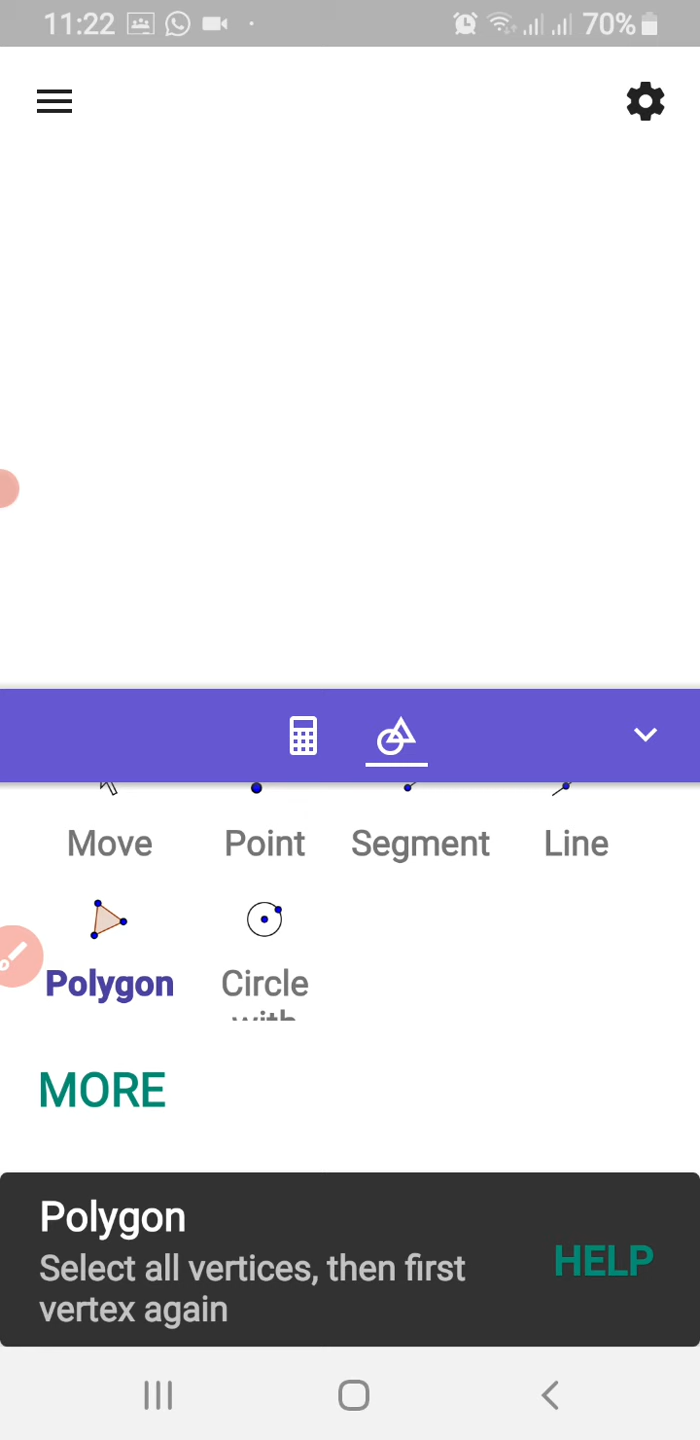 11:22 70%
Move Point Segment Line
Polygon Circle
with
MORE
Polygon
Select all vertices, then first
vertex again
HELP